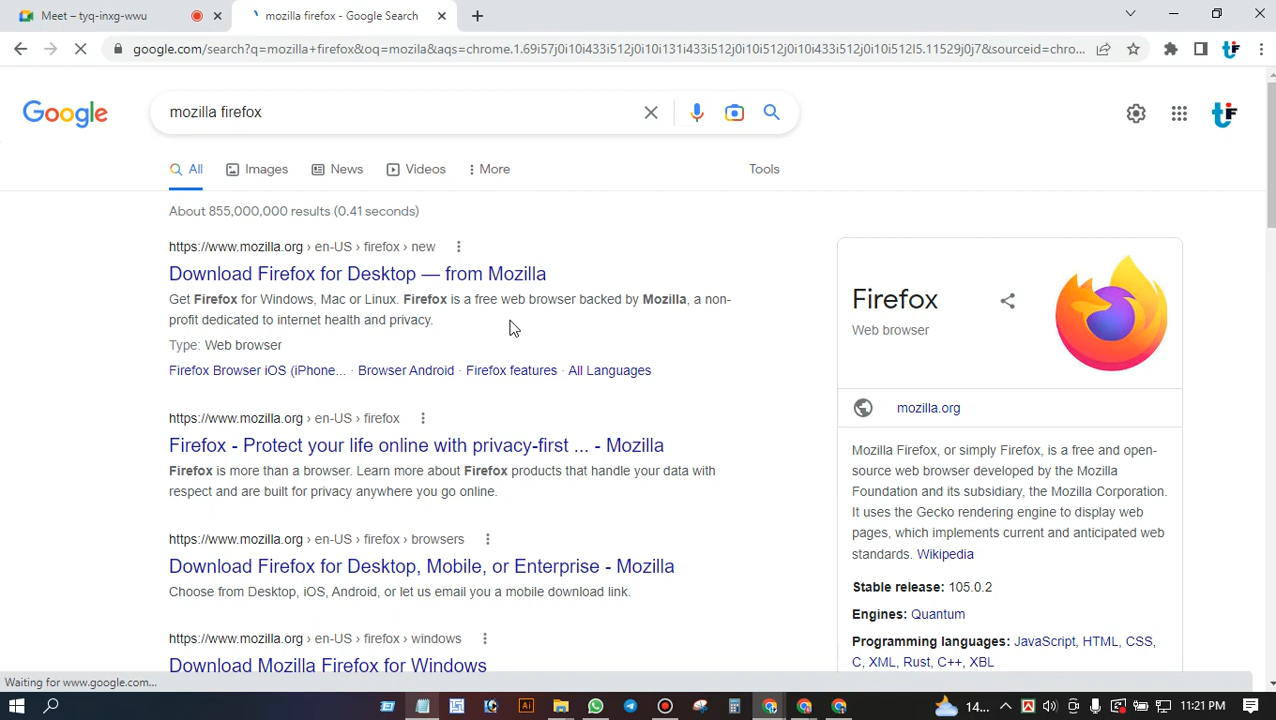 Meet – tyq-inxg-wwu
mozilla firefox - Google Search
google.com/search?q=mozilla+firefox&oq=mozila&aqs=chrome.1.69i57j0i10i433i512j0i10i131i433i512j0i10i512j0i10i512l5.11529j0j7&sourceid=chro...
Google
mozilla firefox
All
Images
News
Videos
More
Tools
About 855,000,000 results (0.41 seconds)
https://www.mozilla.org › en-US › firefox › new
Download Firefox for Desktop — from Mozilla
Get Firefox for Windows, Mac or Linux. Firefox is a free web browser backed by Mozilla, a non-
profit dedicated to internet health and privacy.
Type: Web browser
Firefox Browser iOS (iPhone... · Browser Android · Firefox features · All Languages
https://www.mozilla.org › en-US › firefox
Firefox - Protect your life online with privacy-first ... - Mozilla
Firefox is more than a browser. Learn more about Firefox products that handle your data with
respect and are built for privacy anywhere you go online.
https://www.mozilla.org › en-US › firefox › browsers
Download Firefox for Desktop, Mobile, or Enterprise - Mozilla
Choose from Desktop, iOS, Android, or let us email you a mobile download link.
https://www.mozilla.org › en-US › firefox › windows
Download Mozilla Firefox for Windows
Firefox
Web browser
mozilla.org
Mozilla Firefox, or simply Firefox, is a free and open-
source web browser developed by the Mozilla
Foundation and its subsidiary, the Mozilla Corporation.
It uses the Gecko rendering engine to display web
pages, which implements current and anticipated web
standards. Wikipedia
Stable release: 105.0.2
Engines: Quantum
Programming languages: JavaScript, HTML, CSS,
C, XML, Rust, C++, XBL
Waiting for www.google.com...
Ai
14...
11:21 PM